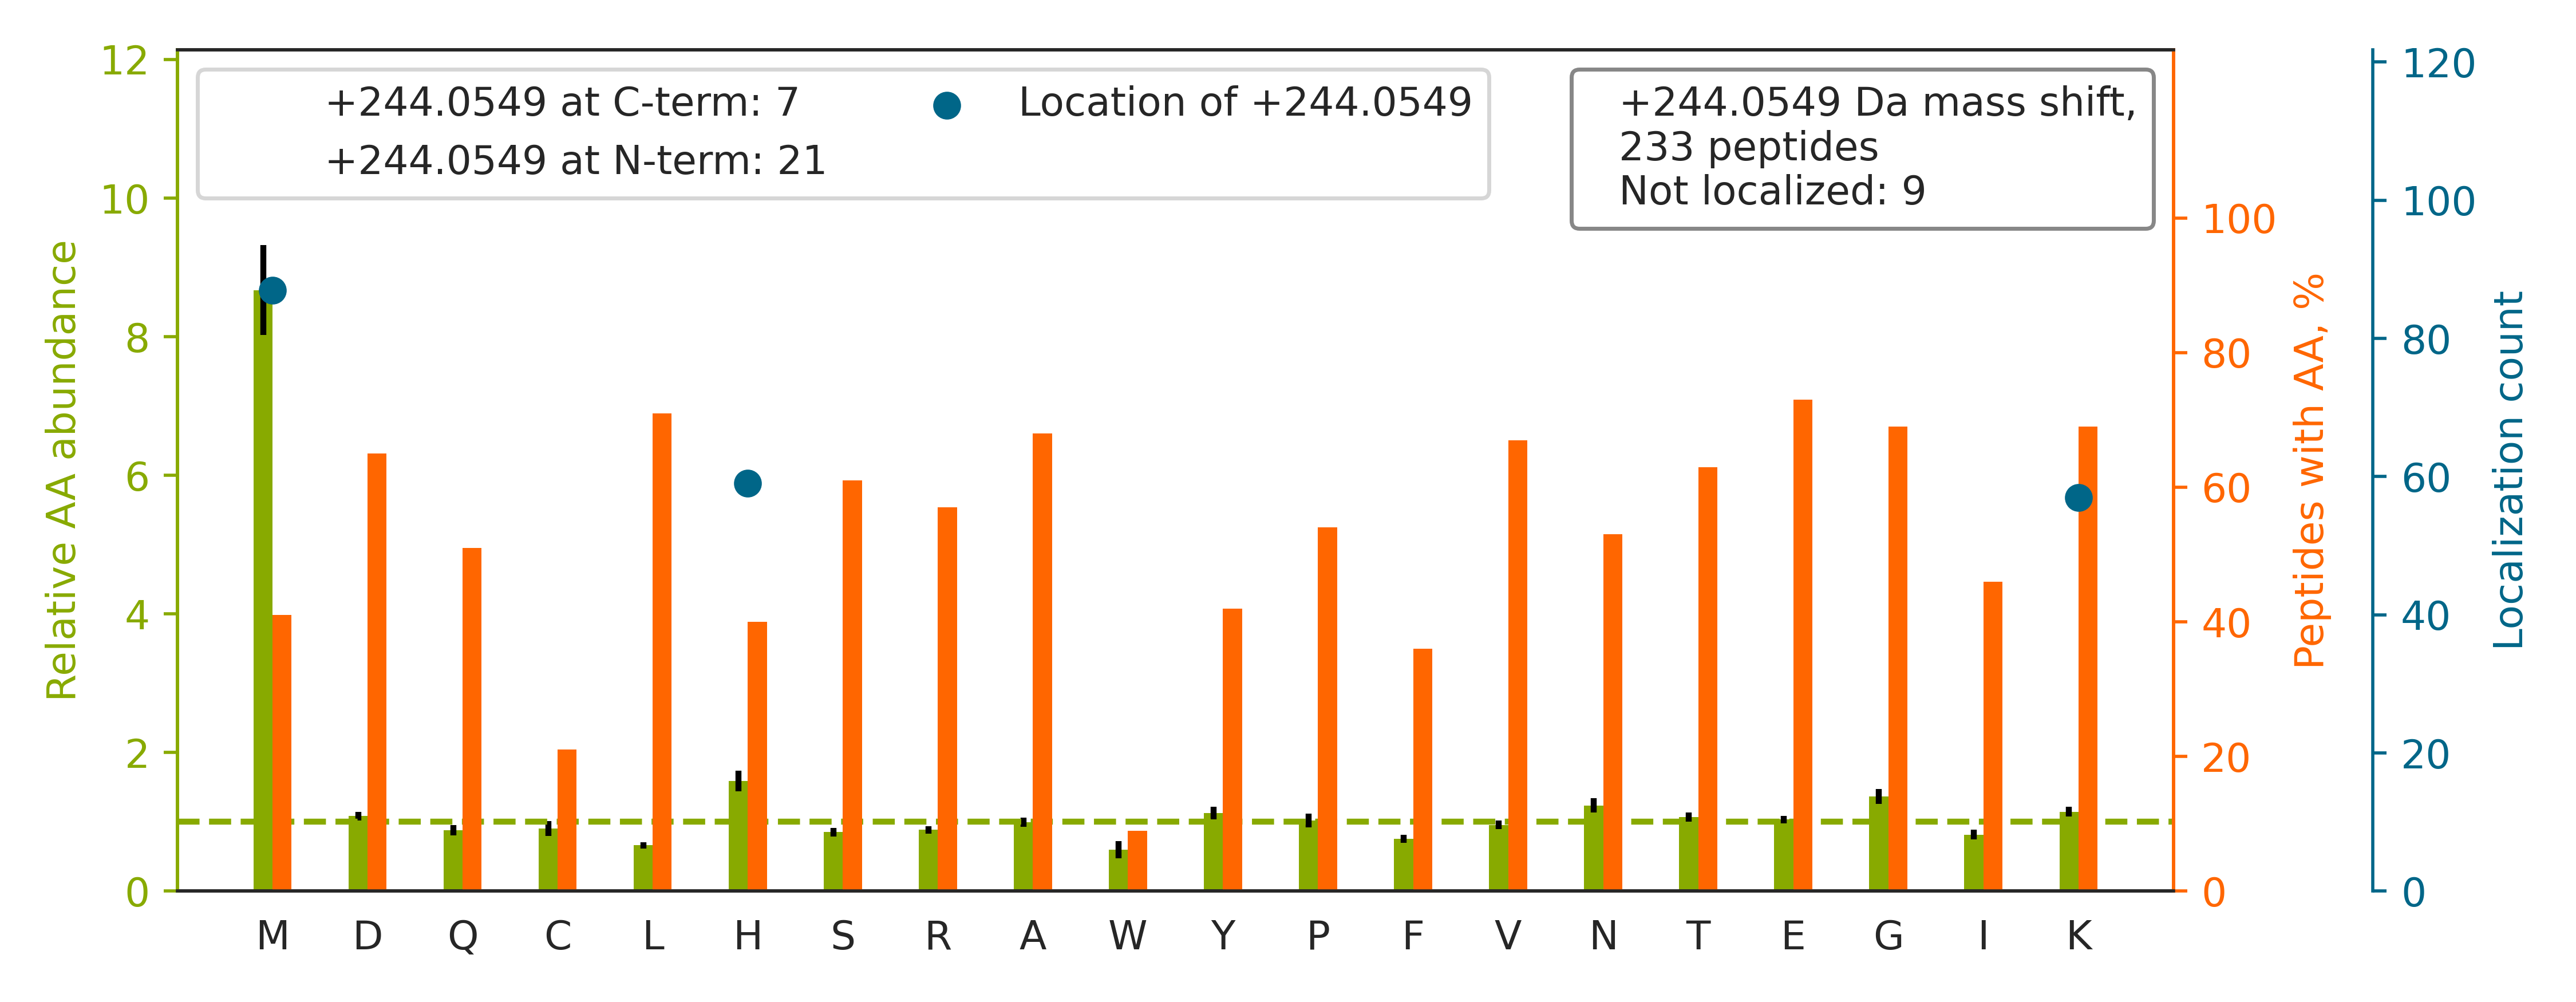 +244.0549 at C-term: 7
+244.0549 at N-term: 21
Location of +244.0549
+244.0549 Da mass shift,
233 peptides
Not localized: 9
Relative AA abundance
12
10
8
6
4
2
0
Peptides with AA, %
100
80
60
40
20
0
Localization count
120
100
80
60
40
20
0
M D Q C L H S R A W Y P F V N T E G I K